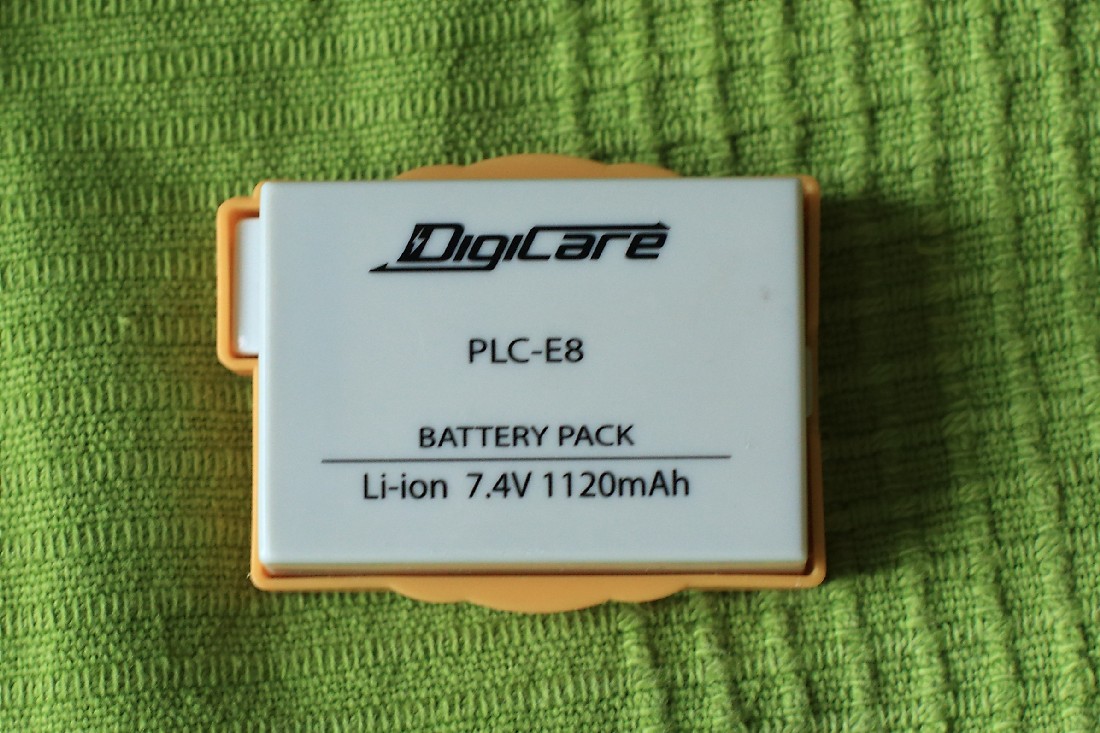 DigiCare
PLC-E8
BATTERY PACK
Li-ion 7.4V 1120mAh